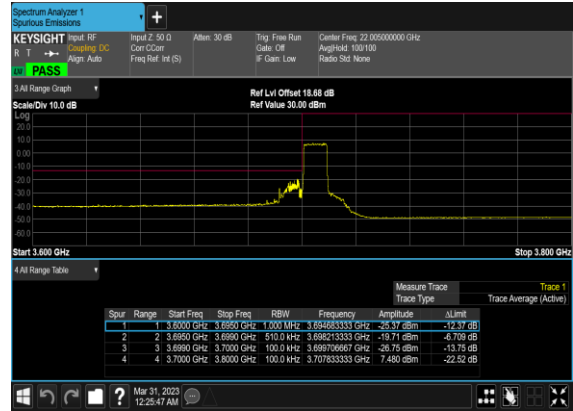 Spectrum Analyzer 1
Spurious Emissions
KEYSIGHT Input: RF Input Z: 50 Ω Atten: 30 dB Trig: Free Run Center Freq: 22.005000000 GHz
R T Coupling: DC Corr CCorr Gate: Off Avg|Hold: 100/100
Align: Auto Freq Ref: Int (S) IF Gain: Low Radio Std: None
LW PASS
3 All Range Graph Ref Lvl Offset 18.68 dB
Scale/Div 10.0 dB Ref Value 30.00 dBm
Log
20.0
10.0
0.00
-10.0
-20.0
-30.0
-40.0
-50.0
-60.0
Start 3.600 GHz Stop 3.800 GHz
4 All Range Table
Measure Trace Trace 1
Trace Type Trace Average (Active)
Spur Range Start Freq Stop Freq RBW Frequency Amplitude ΔLimit
1 1 3.6000 GHz 3.6950 GHz 1.000 MHz 3.694683333 GHz -25.37 dBm -12.37 dB
2 2 3.6950 GHz 3.6990 GHz 510.0 kHz 3.698213333 GHz -19.71 dBm -6.709 dB
3 3 3.6990 GHz 3.7000 GHz 100.0 kHz 3.699706667 GHz -26.75 dBm -13.75 dB
4 4 3.7000 GHz 3.8000 GHz 100.0 kHz 3.707833333 GHz 7.480 dBm -22.52 dB
? Mar 31, 2023
12:25:47 AM